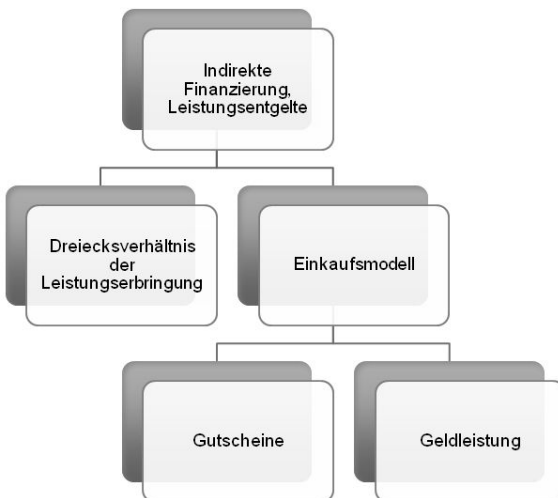 Indirekte
Finanzierung,
Leistungsentgelte
Dreiecksverhältnis
der
Leistungserbringung
Einkaufsmodell
Gutscheine
Geldleistung